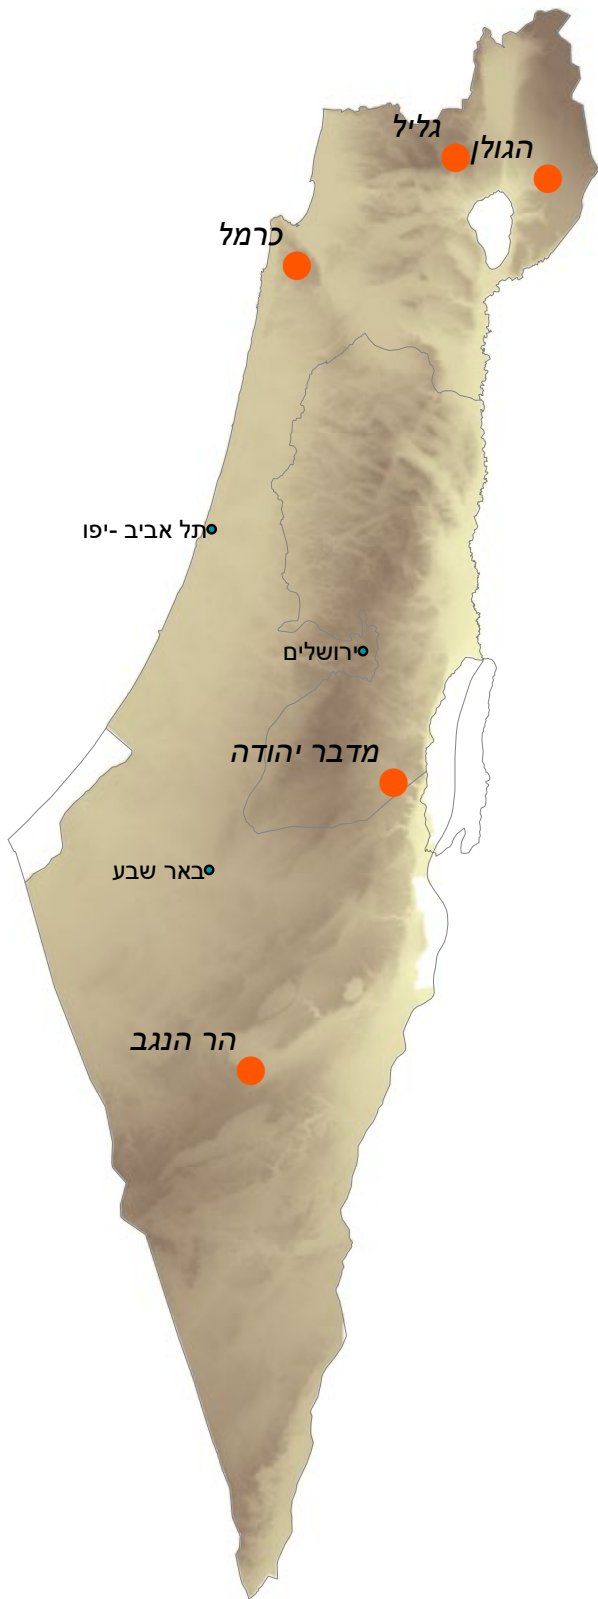 גליל
הגולן
כרמל
תל אביב -יפו
ירושלים
מדבר יהודה
באר שבע
הר הנגב